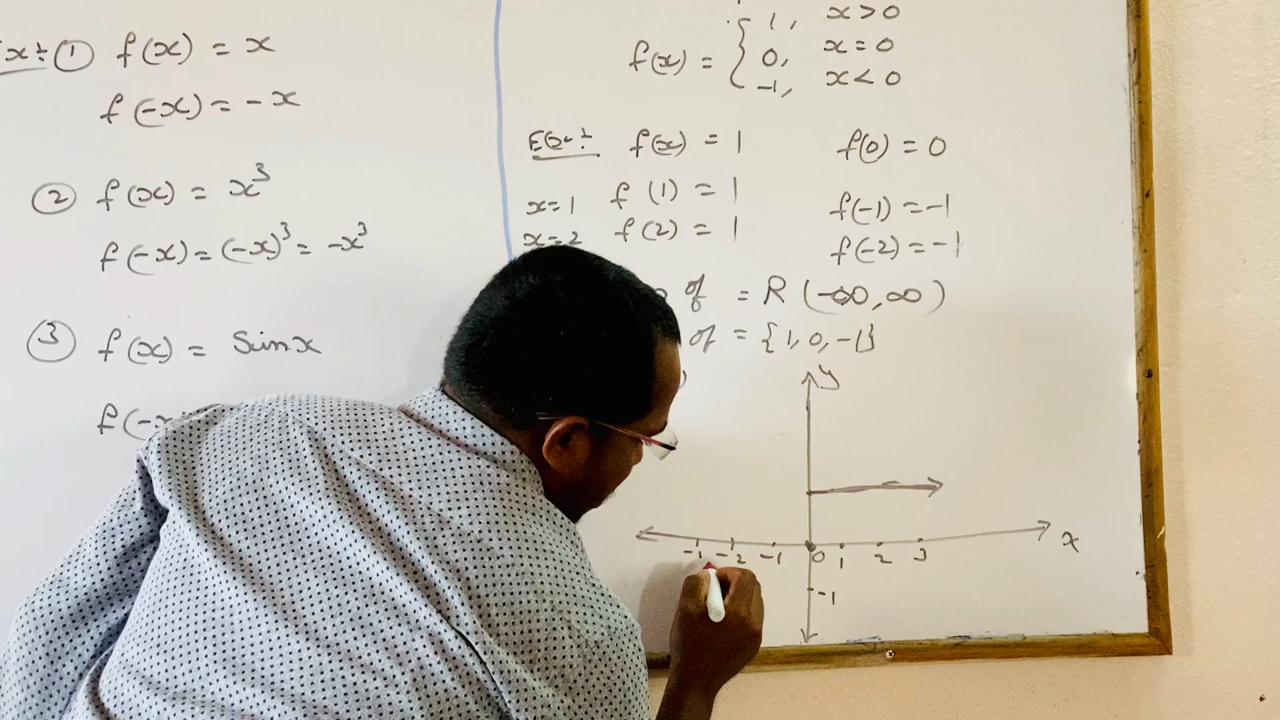 Ex: ① f(x) = x
f(-x) = -x
② f(x) = x³
f(-x) = (-x)³ = -x³
③ f(x) = Sinx
f(-x
f(x) = { 1, x>0
0, x=0
-1, x<0
Ex: f(x) = 1 f(0) = 0
x=1 f(1) = 1 f(-1) = -1
x=2 f(2) = 1 f(-2) = -1
of = R (-∞,∞)
of = {1,0,-1}
y
-1 -2 -1 0 1 2 3 x
-1